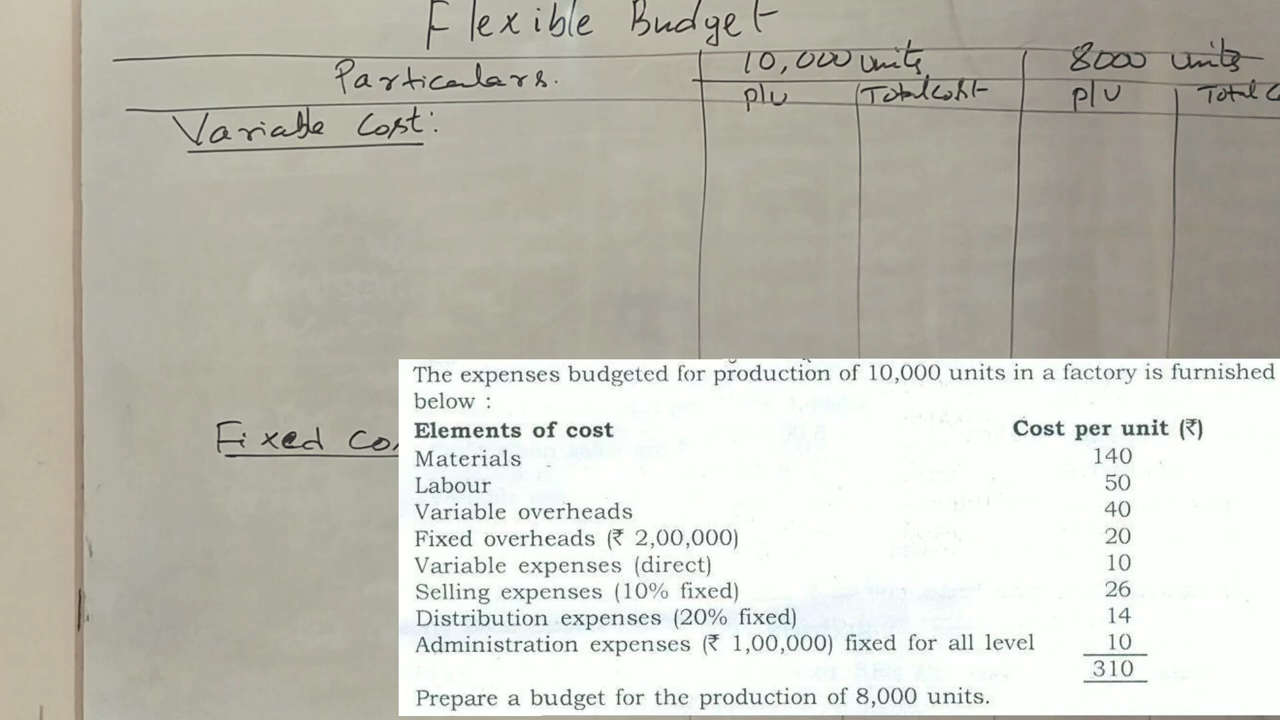 Flexible Budget
Particulars. 10,000 units 8000 units
p/u Total cost p/u Total
Variable Cost:
Fixed
The expenses budgeted for production of 10,000 units in a factory is furnished
below :
Elements of cost Cost per unit (₹)
Materials 140
Labour 50
Variable overheads 40
Fixed overheads (₹ 2,00,000) 20
Variable expenses (direct) 10
Selling expenses (10% fixed) 26
Distribution expenses (20% fixed) 14
Administration expenses (₹ 1,00,000) fixed for all level 10
310
Prepare a budget for the production of 8,000 units.